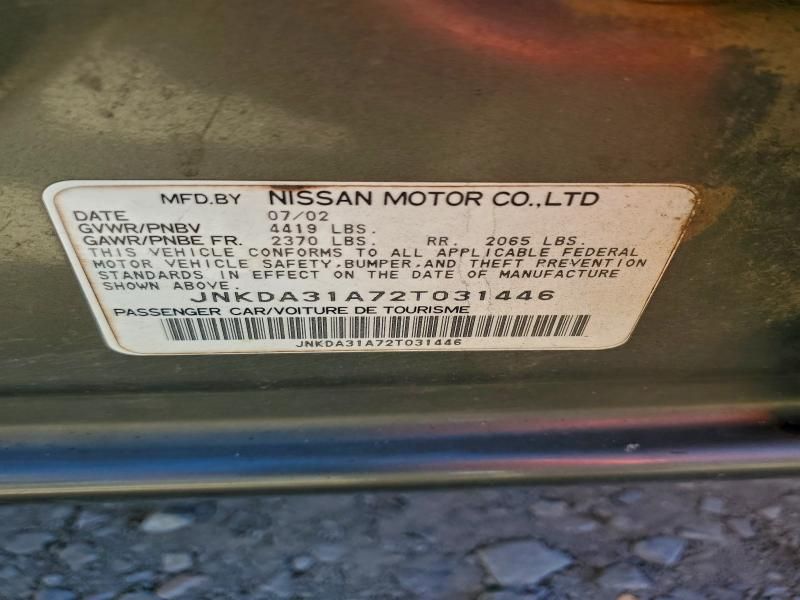 MFD.BY NISSAN MOTOR CO.,LTD
DATE 07/02
GVWR/PNBV 4419 LBS.
GAWR/PNBE FR. 2370 LBS. RR. 2065 LBS.
THIS VEHICLE CONFORMS TO ALL APPLICABLE FEDERAL
MOTOR VEHICLE SAFETY,BUMPER,AND THEFT PREVENTION
STANDARDS IN EFFECT ON THE DATE OF MANUFACTURE
SHOWN ABOVE.
JNKDA31A72T031446
PASSENGER CAR/VOITURE DE TOURISME
JNKDA31A72T031446